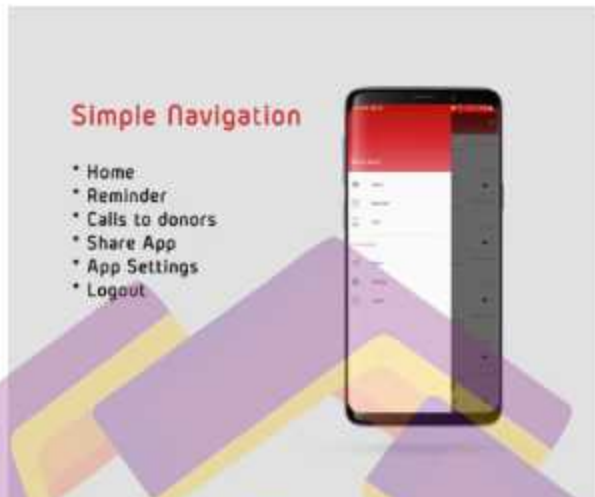 Simple Navigation
* Home
* Reminder
* Calls to donors
* Share App
* App Settings
* Logout